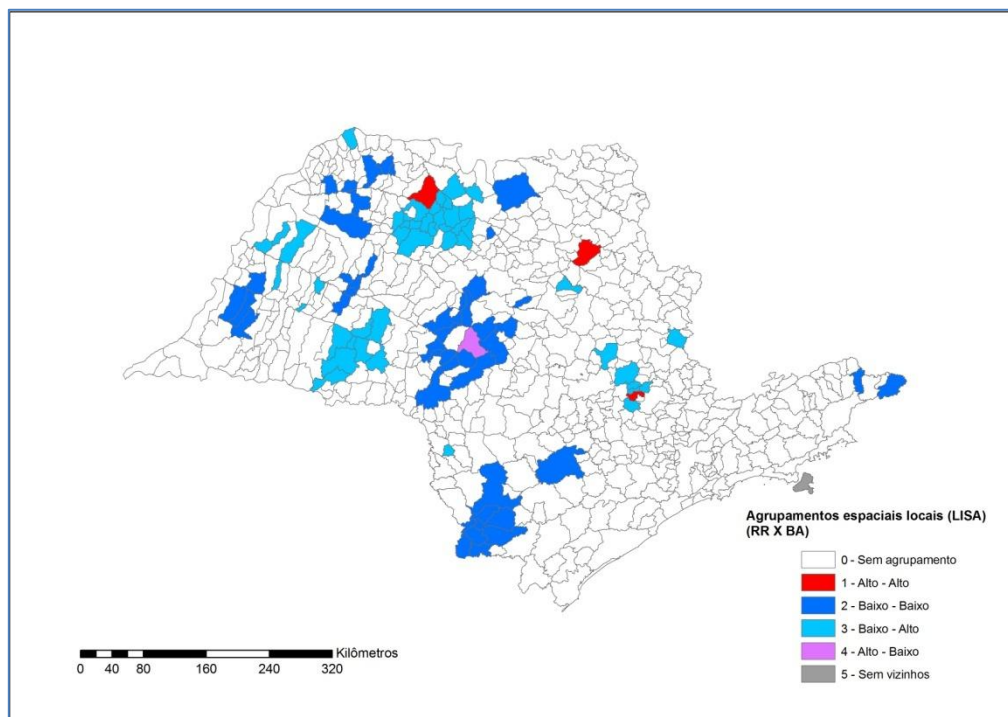 Agrupamentos espaciais locais (LISA)
(RR X BA)
0 - Sem agrupamento
1 - Alto - Alto
2 - Baixo - Baixo
3 - Baixo - Alto
4 - Alto - Baixo
5 - Sem vizinhos
Kilômetros
0 40 80 160 240 320